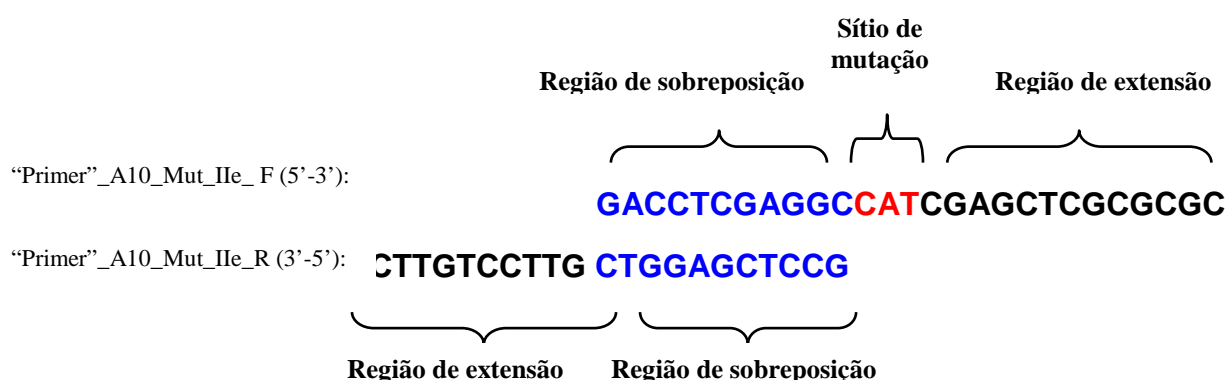 Sítio de
mutação
Região de sobreposição
Região de extensão
“Primer”_A10_Mut_IIe_ F (5’-3’):
GACCTCGAGGCCATCGAGCTCGCGCGC
“Primer”_A10_Mut_IIe_R (3’-5’):
CTTGTCCTTG CTGGAGCTCCG
Região de extensão
Região de sobreposição